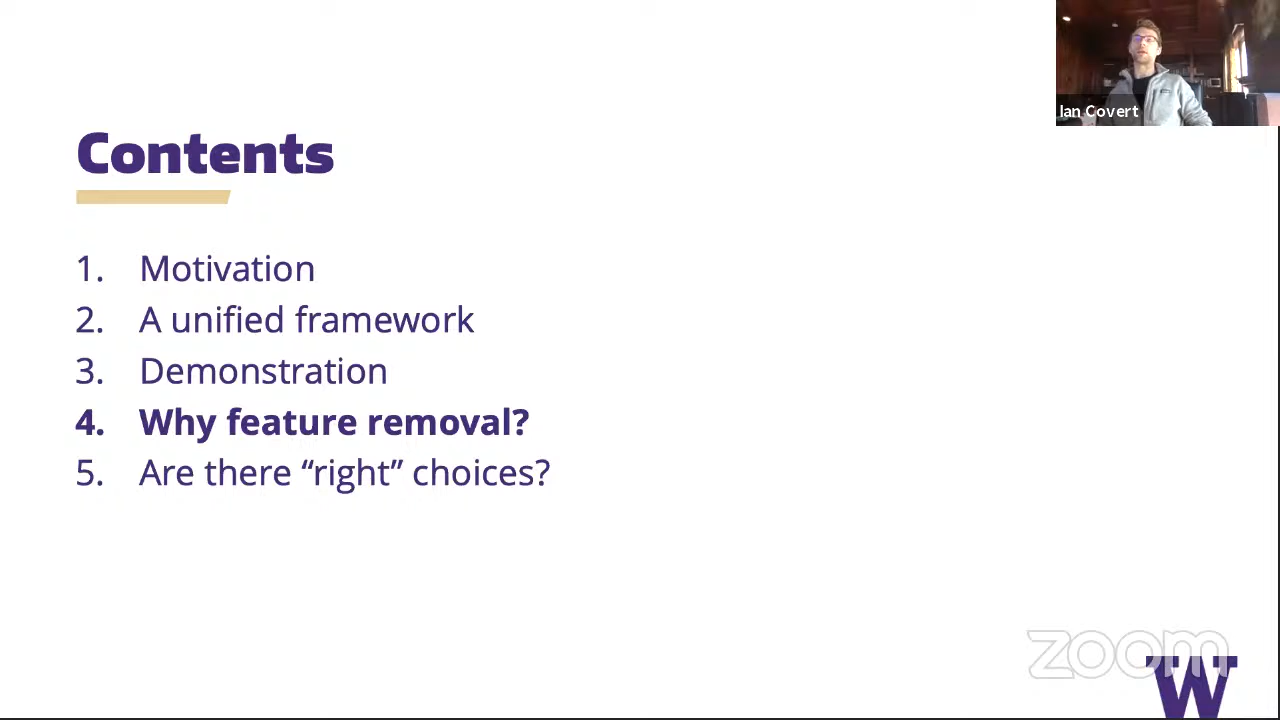 Ian Covert
Contents
1. Motivation
2. A unified framework
3. Demonstration
4. Why feature removal?
5. Are there “right” choices?
zoom
W